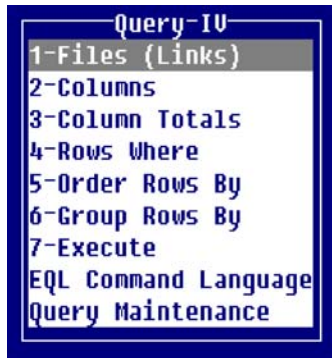 Query-IV
1-Files (Links)
2-Columns
3-Column Totals
4-Rows Where
5-Order Rows By
6-Group Rows By
7-Execute
EQL Command Language
Query Maintenance